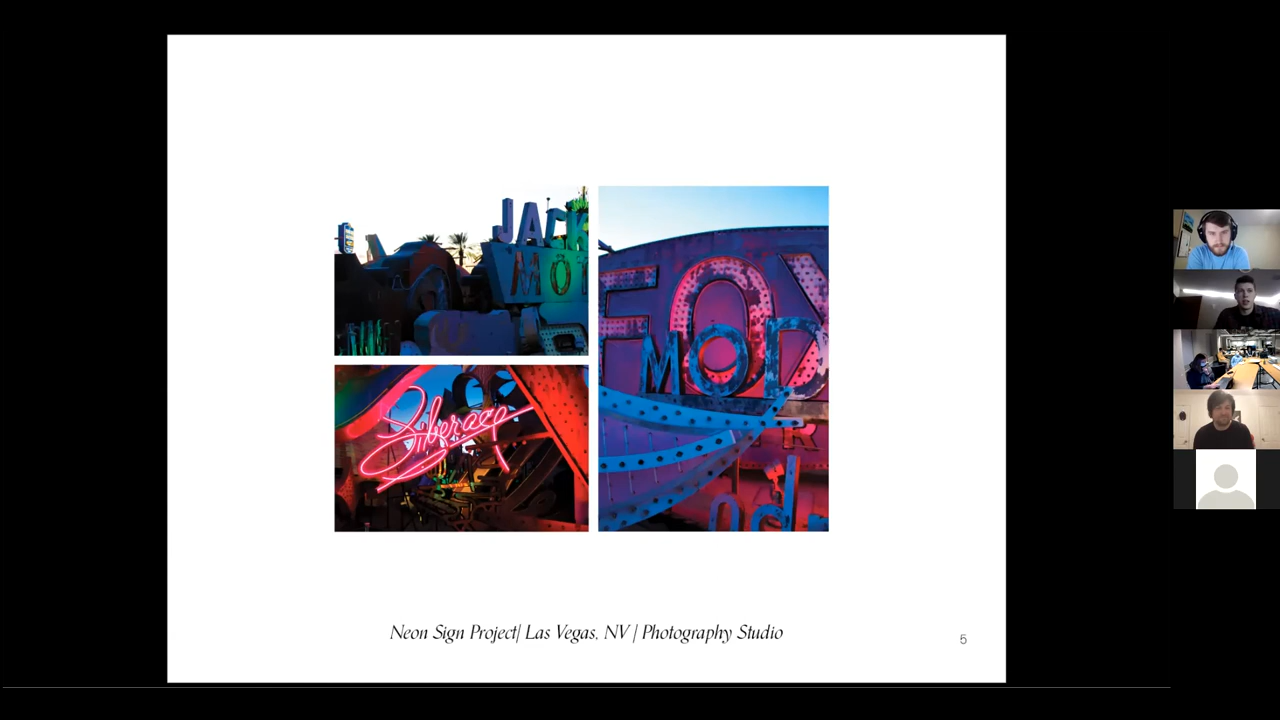 JACK
MOT
Liberace
FOX
MOD
Neon Sign Project| Las Vegas, NV | Photography Studio
5